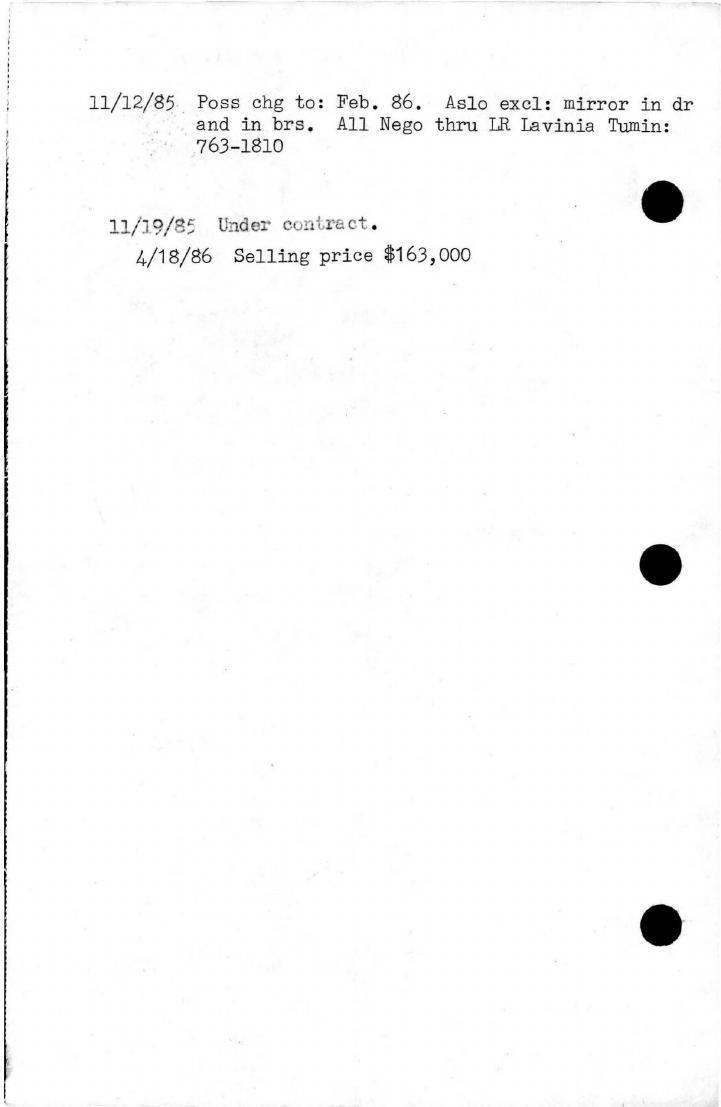 11/12/85 Poss chg to: Feb. 86. Aslo excl: mirror in dr
and in brs. All Nego thru LR Lavinia Tumin:
763-1810
11/19/85 Under contract.
4/18/86 Selling price $163,000